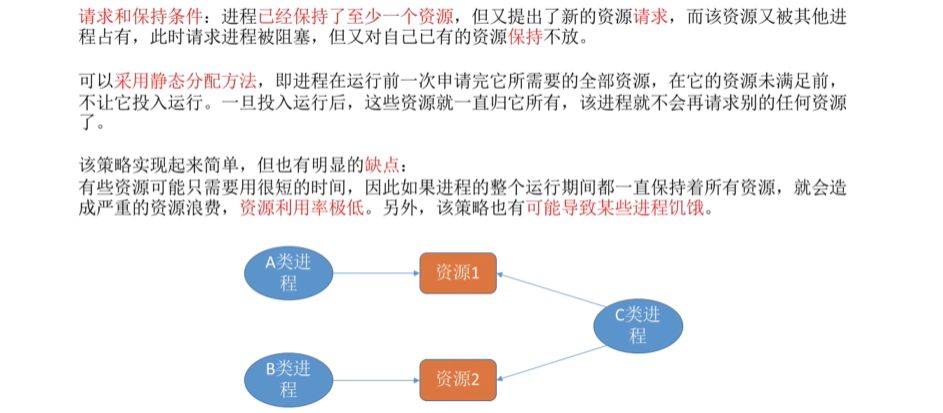 请求和保持条件：进程已经保持了至少一个资源，但又提出了新的资源请求，而该资源又被其他进
程占有，此时请求进程被阻塞，但又对自己已有的资源保持不放。
可以采用静态分配方法，即进程在运行前一次申请完它所需要的全部资源，在它的资源未满足前，
不让它投入运行。一旦投入运行后，这些资源就一直归它所有，该进程就不会再请求别的任何资源
了。
该策略实现起来简单，但也有明显的缺点：
有些资源可能只需要用很短的时间，因此如果进程的整个运行期间都一直保持着所有资源，就会造
成严重的资源浪费，资源利用率极低。另外，该策略也有可能导致某些进程饥饿。
A类进
程
资源1
C类进
程
B类进
程
资源2